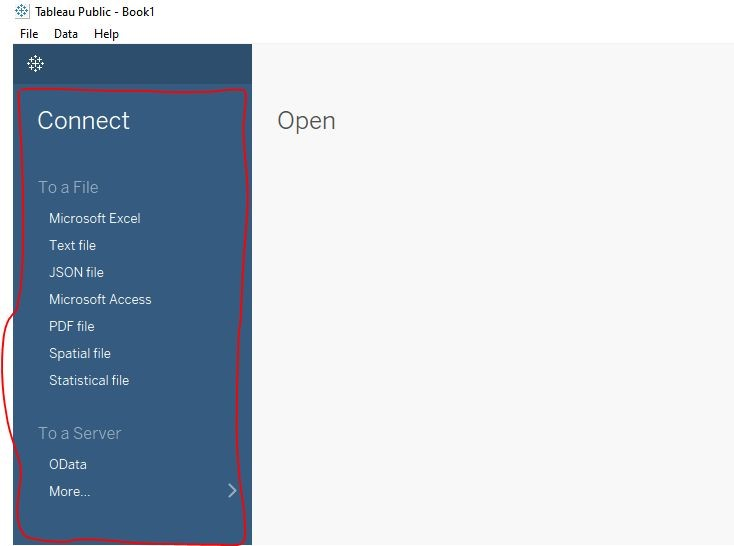 Tableau Public - Book1
File Data Help
Connect
Open
To a File
Microsoft Excel
Text file
JSON file
Microsoft Access
PDF file
Spatial file
Statistical file
To a Server
OData
More...